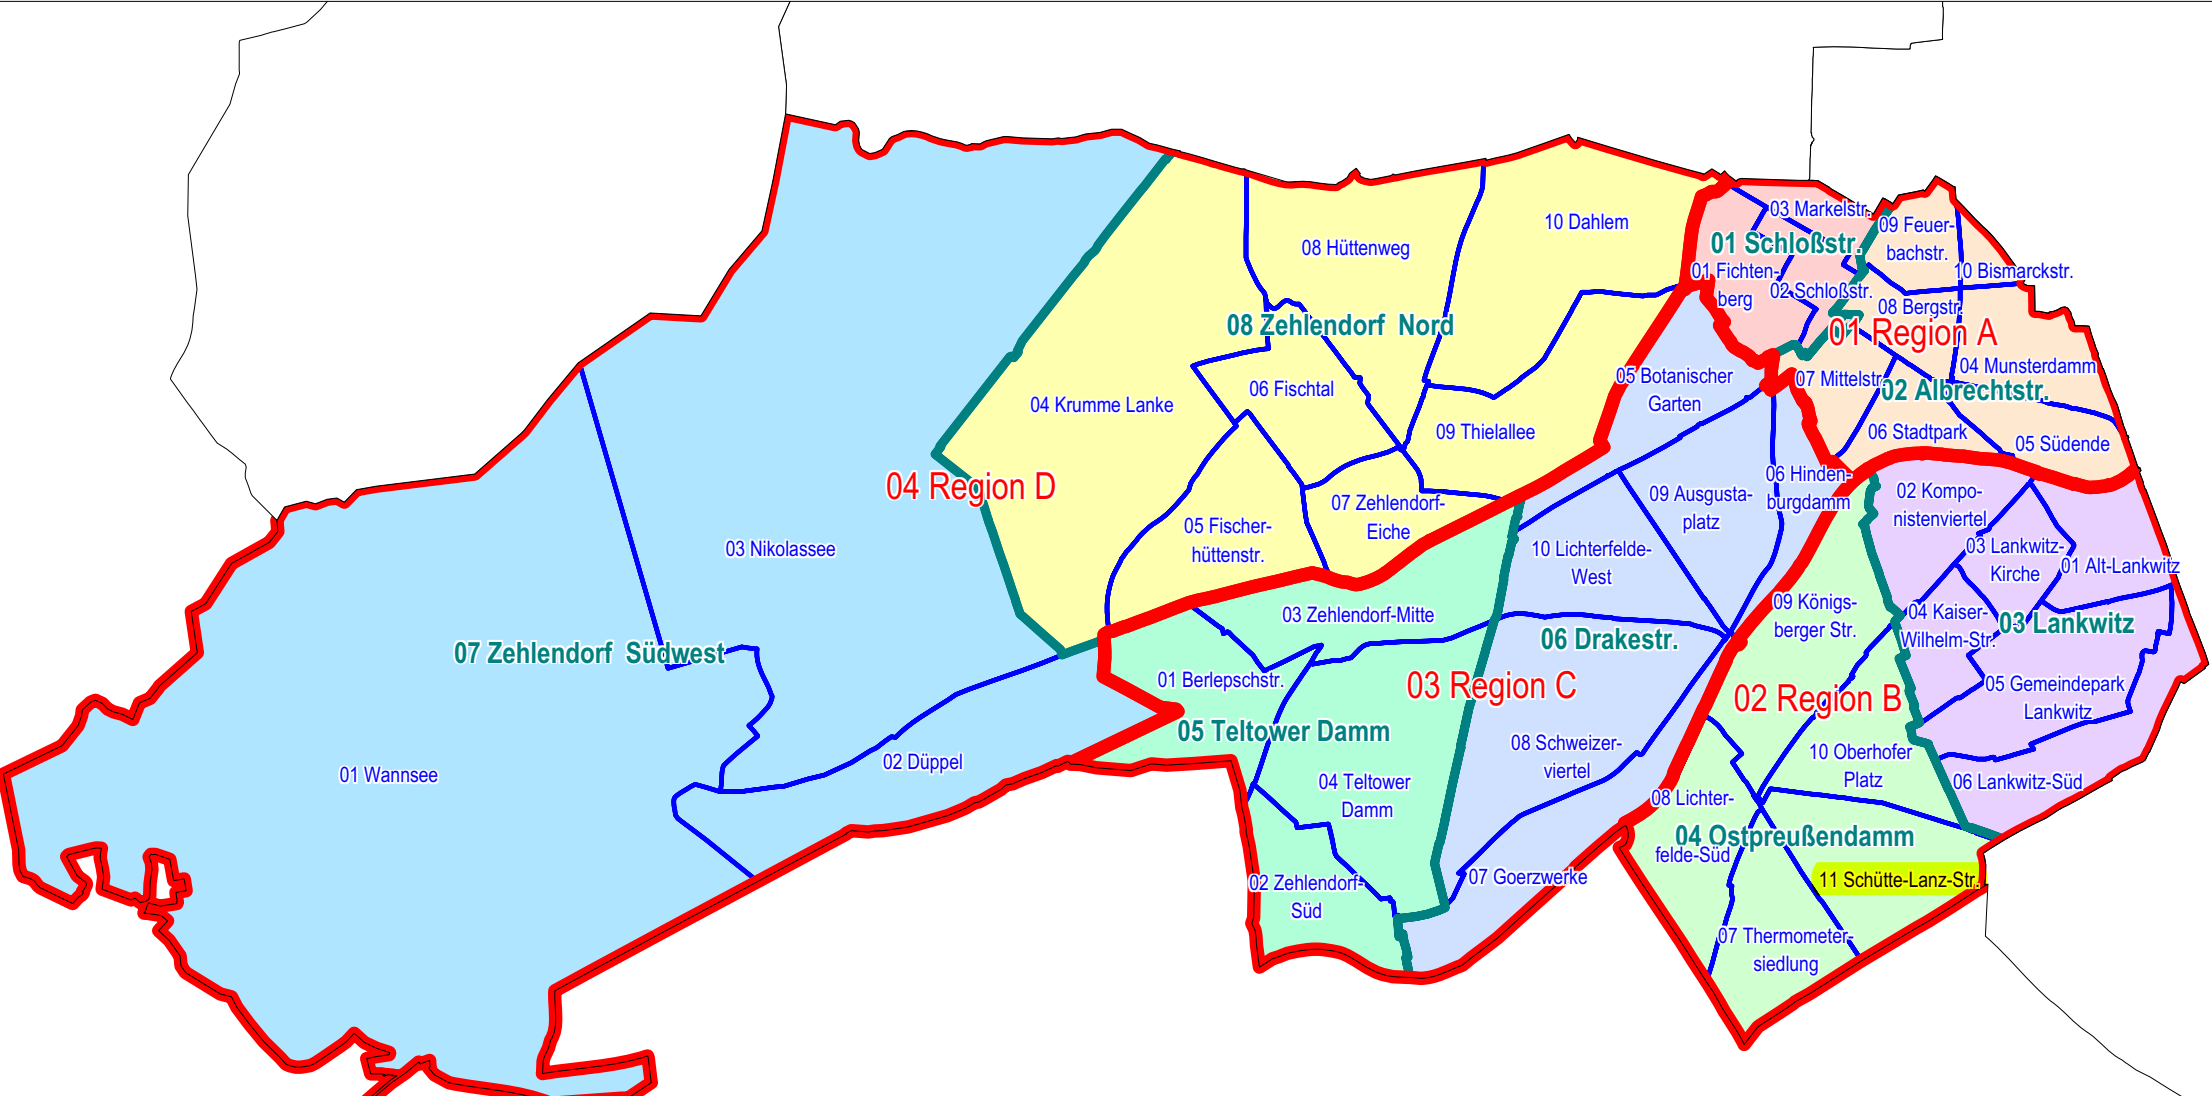 03 Markelstr.
10 Dahlem
09 Feuer-
bachstr.
08 Hüttenweg
01 Schloßstr.
01 Fichten-
berg
10 Bismarckstr.
02 Schloßstr.
08 Bergstr.
08 Zehlendorf Nord
01 Region A
04 Munsterdamm
05 Botanischer
Garten
07 Mittelstr.
02 Albrechtstr.
06 Fischtal
04 Krumme Lanke
09 Thielallee
06 Stadtpark
05 Südende
04 Region D
06 Hinden-
burgdamm
09 Ausgusta-
platz
02 Kompo-
nistenviertel
07 Zehlendorf-
Eiche
05 Fischer-
hüttenstr.
03 Nikolassee
10 Lichterfelde-
West
03 Lankwitz-
Kirche
01 Alt-Lankwitz
03 Zehlendorf-Mitte
09 Königs-
berger Str.
04 Kaiser-
Wilhelm-Str.
03 Lankwitz
06 Drakestr.
07 Zehlendorf Südwest
01 Berlepschstr.
03 Region C
02 Region B
05 Gemeindepark
Lankwitz
05 Teltower Damm
08 Schweizer-
viertel
10 Oberhofer
Platz
02 Düppel
01 Wannsee
04 Teltower
Damm
06 Lankwitz-Süd
08 Lichter-
felde-Süd
04 Ostpreußendamm
07 Goerzwerke
11 Schütte-Lanz-Str.
02 Zehlendorf-
Süd
07 Thermometer-
siedlung